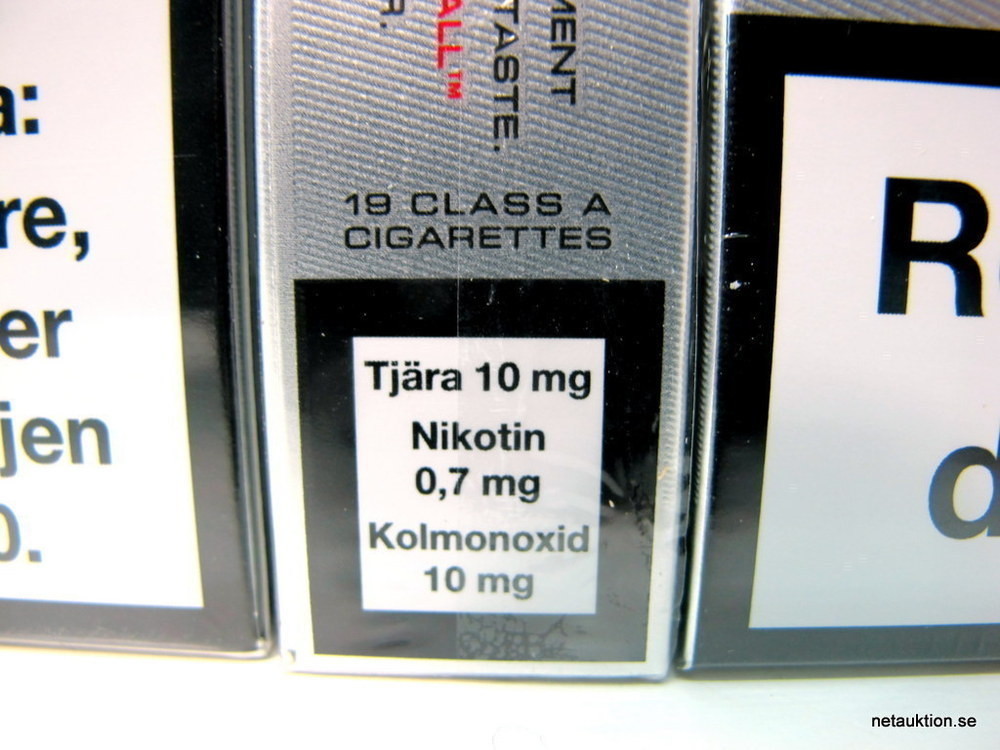 a:
re,
er
jen
0.
MENT
TASTE.
ALL™
R.
19 CLASS A
CIGARETTES
Tjära 10 mg
Nikotin
0,7 mg
Kolmonoxid
10 mg
R
d
netauktion.se